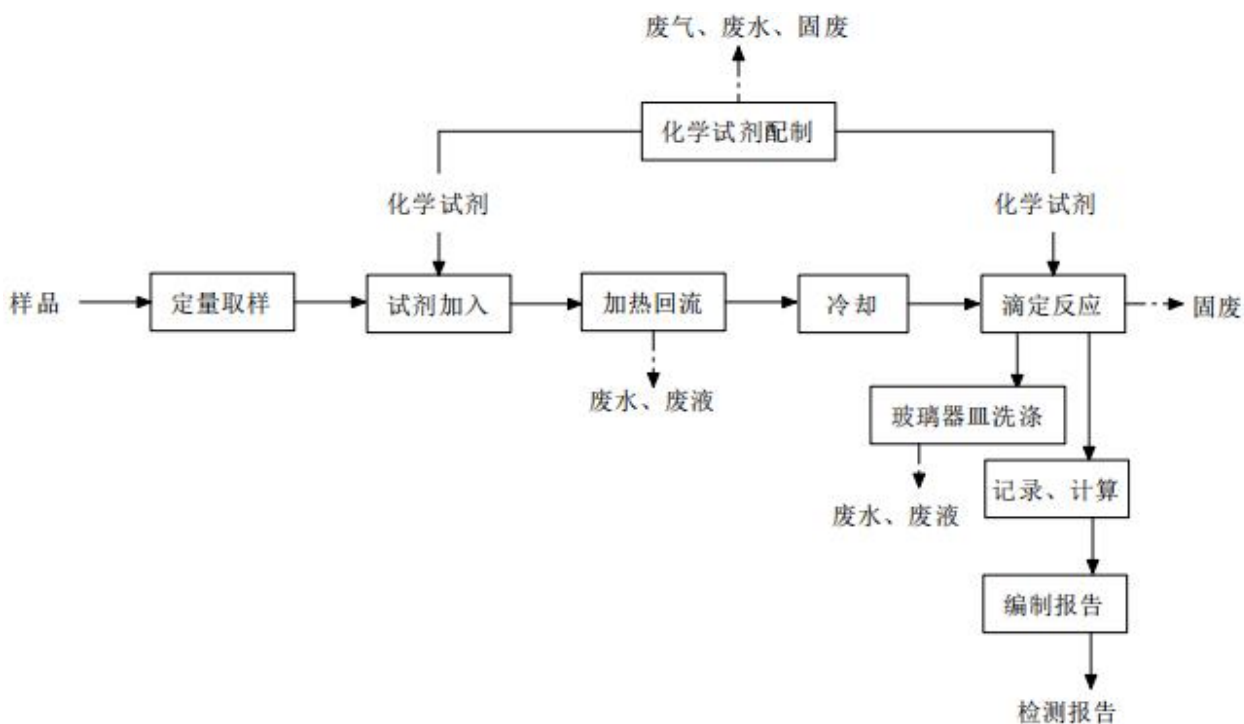 废气、废水、固废
化学试剂配制
化学试剂
化学试剂
样品
定量取样
试剂加入
加热回流
冷却
滴定反应
固废
废水、废液
玻璃器皿洗涤
记录、计算
废水、废液
编制报告
检测报告